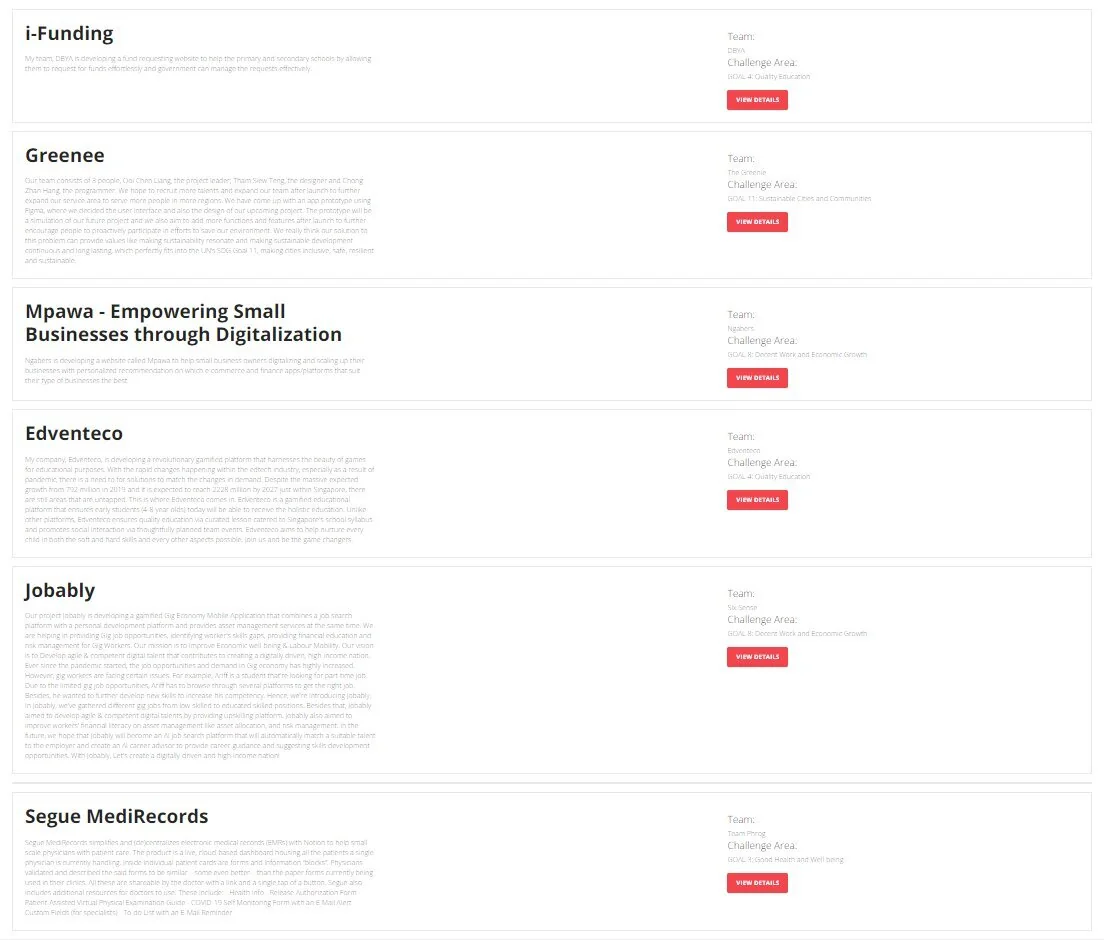 i-Funding
My team, DBYA is developing a fund requesting website to help the primary and secondary schools by allowing
them to request for funds effortlessly and government can manage the requests effectively.
Team:
DBYA
Challenge Area:
GOAL 4: Quality Education
VIEW DETAILS
Greenee
Our team consists of 3 people, Ooi Chen Liang, the project leader; Tham Siew Teng, the designer and Chong
Zhan Hang, the programmer. We hope to recruit more talents and expand our team after launch to further
expand our service area to serve more people in more regions. We have come up with an app prototype using
Figma, where we decided the user interface and also the design of our upcoming project. The prototype will be
a simulation of our future project and we also aim to add more functions and features after launch to further
encourage people to proactively participate in efforts to save our environment. We really think our solution to
this problem can provide values like making sustainability resonate and making sustainable development
continuous and long lasting, which perfectly fits into the UN's SDG Goal 11, making cities inclusive, safe, resilient
and sustainable.
Team:
The Greenie
Challenge Area:
GOAL 11: Sustainable Cities and Communities
VIEW DETAILS
Mpawa - Empowering Small
Businesses through Digitalization
Ngabers is developing a website called Mpawa to help small business owners digitalizing and scaling up their
businesses with personalized recommendation on which e-commerce and finance apps/platforms that suit
their type of businesses the best.
Team:
Ngabers
Challenge Area:
GOAL 8: Decent Work and Economic Growth
VIEW DETAILS
Edventeco
My company, Edventeco, is developing a revolutionary gamified platform that harnesses the beauty of games
for educational purposes. With the rapid changes happening within the edtech industry, especially as a result of
pandemic, there is a need to for solutions to match the changes in demand. Despite the massive expected
growth from 793 million in 2019 and it is expected to reach 2228 million by 2027 just within Singapore, there
are still areas that are untapped. This is where Edventeco comes in. Edventeco is a gamified educational
platform that ensures early students (4-8 year olds) today will be able to receive the holistic education. Unlike
other platforms, Edventeco ensures quality education via curated lesson catered to Singapore's school syllabus
and promotes social interaction via thoughtfully planned team events. Edventeco aims to help nurture every
child in both the soft and hard skills and every other aspects possible. Join us and be the game changers.
Team:
Edventeco
Challenge Area:
GOAL 4: Quality Education
VIEW DETAILS
Jobably
Our project Jobably is developing a gamified Gig Economy Mobile Application that combines a job search
platform with a personal development platform and provides asset management services at the same time. We
are helping in providing Gig job opportunities, identifying worker's skills gaps, providing financial education and
risk management for Gig Workers. Our mission is to improve Economic well being & Labour Mobility. Our vision
is to Develop agile & competent digital talent that contributes to creating a digitally driven, high income nation.
Ever since the pandemic started, the job opportunities and demand in Gig economy has highly increased.
However, gig workers are facing certain issues. For example, Ariff is a student that're looking for part time job.
Due to the limited gig job opportunities, Ariff has to browse through several platforms to get the right job.
Besides, he wanted to further develop new skills to increase his competency. Hence, we're introducing Jobably.
In Jobably, we've gathered different gig jobs from low skilled to educated skilled positions. Besides that, Jobably
aimed to develop agile & competent digital talents by providing upskilling platform. Jobably also aimed to
improve workers' financial literacy on asset management like asset allocation, and risk management. In the
future, we hope that Jobably will become an AI job search platform that will automatically match a suitable talent
to the employer and create an AI career advisor to provide career guidance and suggesting skills development
opportunities. With Jobably, Let's create a digitally driven and high-income nation!
Team:
SixSense
Challenge Area:
GOAL 8: Decent Work and Economic Growth
VIEW DETAILS
Segue MediRecords
Segue MediRecords simplifies and (de)centralizes electronic medical records (EMRs) with Notion to help small
scale physicians with patient care. The product is a live, cloud-based dashboard housing all the patients a single
physician is currently handling. Inside individual patient cards are forms and information "blocks". Physicians
validated and described the said forms to be similar - some even better - than the paper forms currently being
used in their clinics. All these are shareable by the doctor with a link and a single tap of a button. Segue also
includes additional resources for doctors to use. These include: - Health Info - Release Authorization Form -
Patient Assisted Virtual Physical Examination Guide - COVID-19 Self Monitoring Form with an E-Mail Alert -
Custom Fields (for specialists) - To do List with an E-Mail Reminder
Team:
Team Phrog
Challenge Area:
GOAL 3: Good Health and Well being
VIEW DETAILS